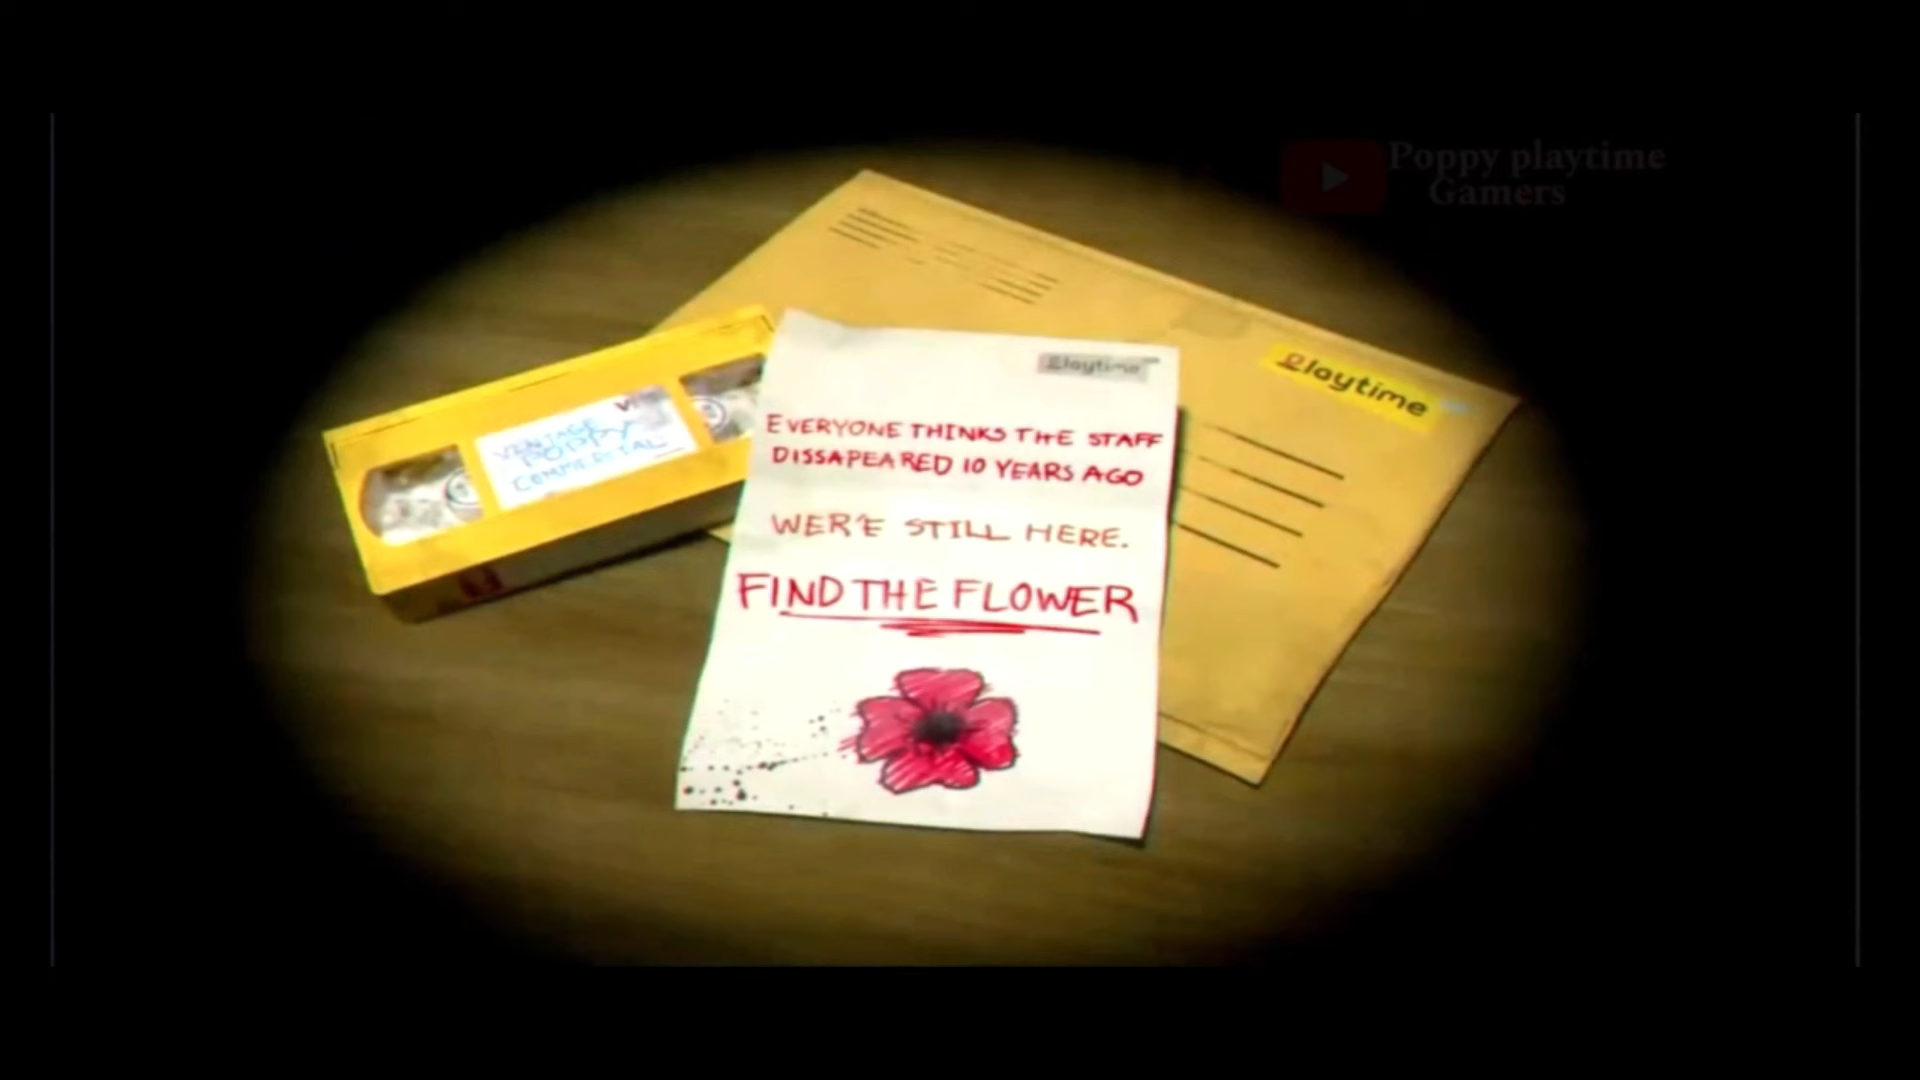 Poppy playtime
Gamers
Playtime
Playtime
VINTAGE
POPPY
COMMERCIAL
EVERYONE THINKS THE STAFF
DISSAPEARED 10 YEARS AGO
WER'E STILL HERE.
FIND THE FLOWER